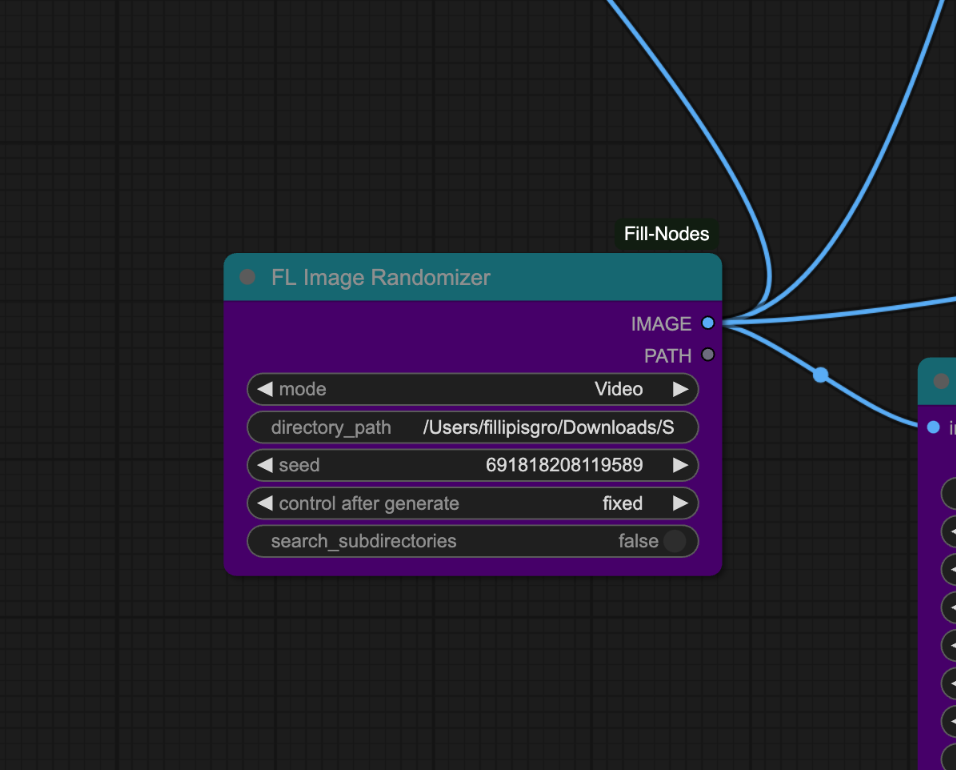 Fill-Nodes
FL Image Randomizer
IMAGE
PATH
mode Video
directory_path /Users/fillipisgro/Downloads/S
seed 691818208119589
control after generate fixed
search_subdirectories false